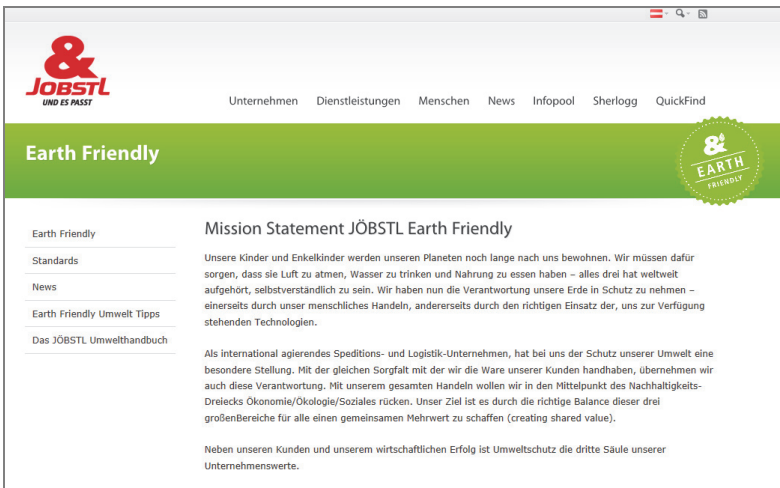 &
JOBSTL
UND ES PASST
Unternehmen Dienstleistungen Menschen News Infopool Sherlogg QuickFind
Earth Friendly
&
EARTH
FRIENDLY
Earth Friendly
Standards
News
Earth Friendly Umwelt Tipps
Das JÖBSTL Umwelthandbuch
Mission Statement JÖBSTL Earth Friendly
Unsere Kinder und Enkelkinder werden unseren Planeten noch lange nach uns bewohnen. Wir müssen dafür
sorgen, dass sie Luft zu atmen, Wasser zu trinken und Nahrung zu essen haben – alles drei hat weltweit
aufgehört, selbstverständlich zu sein. Wir haben nun die Verantwortung unsere Erde in Schutz zu nehmen –
einerseits durch unser menschliches Handeln, andererseits durch den richtigen Einsatz der, uns zur Verfügung
stehenden Technologien.
Als international agierendes Speditions- und Logistik-Unternehmen, hat bei uns der Schutz unserer Umwelt eine
besondere Stellung. Mit der gleichen Sorgfalt mit der wir die Ware unserer Kunden handhaben, übernehmen wir
auch diese Verantwortung. Mit unserem gesamten Handeln wollen wir in den Mittelpunkt des Nachhaltigkeits-
Dreiecks Ökonomie/Ökologie/Soziales rücken. Unser Ziel ist es durch die richtige Balance dieser drei
großenBereiche für alle einen gemeinsamen Mehrwert zu schaffen (creating shared value).
Neben unseren Kunden und unserem wirtschaftlichen Erfolg ist Umweltschutz die dritte Säule unserer
Unternehmenswerte.